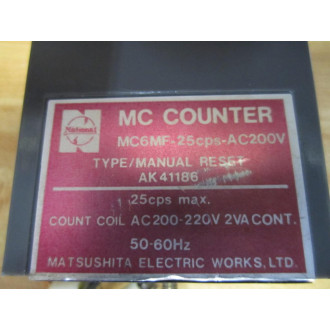 National
MC COUNTER
MC6MF-25cps-AC200V
TYPE/MANUAL RESET
AK41186
25cps max.
COUNT COIL AC200-220V 2VA CONT.
50-60Hz
MATSUSHITA ELECTRIC WORKS, LTD.